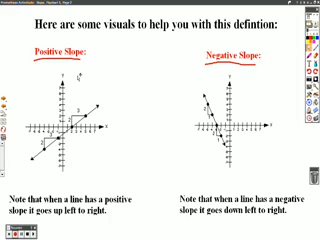 Here are some visuals to help you with this defintion:
Positive Slope:
Negative Slope:
Note that when a line has a positive
slope it goes up left to right.
Note that when a line has a negative
slope it goes down left to right.